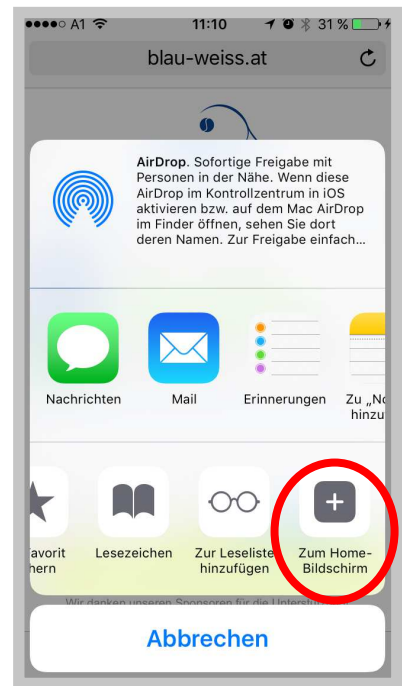 A1 11:10 31 %
blau-weiss.at
AirDrop. Sofortige Freigabe mit
Personen in der Nähe. Wenn diese
AirDrop im Kontrollzentrum in iOS
aktivieren bzw. auf dem Mac AirDrop
im Finder öffnen, sehen Sie dort
deren Namen. Zur Freigabe einfach...
Nachrichten
Mail
Erinnerungen
Zu „No
hinzu
avorit
hern
Lesezeichen
Zur Leseliste
hinzufügen
Zum Home-
Bildschirm
Wir danken unseren Sponsoren für die
Abbrechen